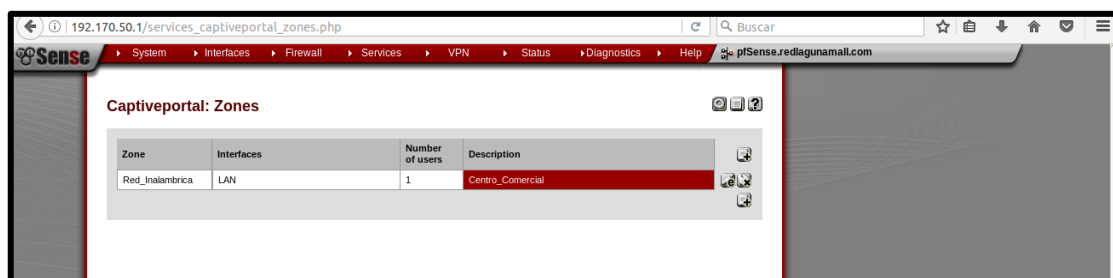 192.170.50.1/services_captiveportal_zones.php Buscar
Sense System Interfaces Firewall Services VPN Status Diagnostics Help pfSense.redlagunamall.com
Captiveportal: Zones
Zone Interfaces Number of users Description
Red_Inalambrica LAN 1 Centro_Comercial